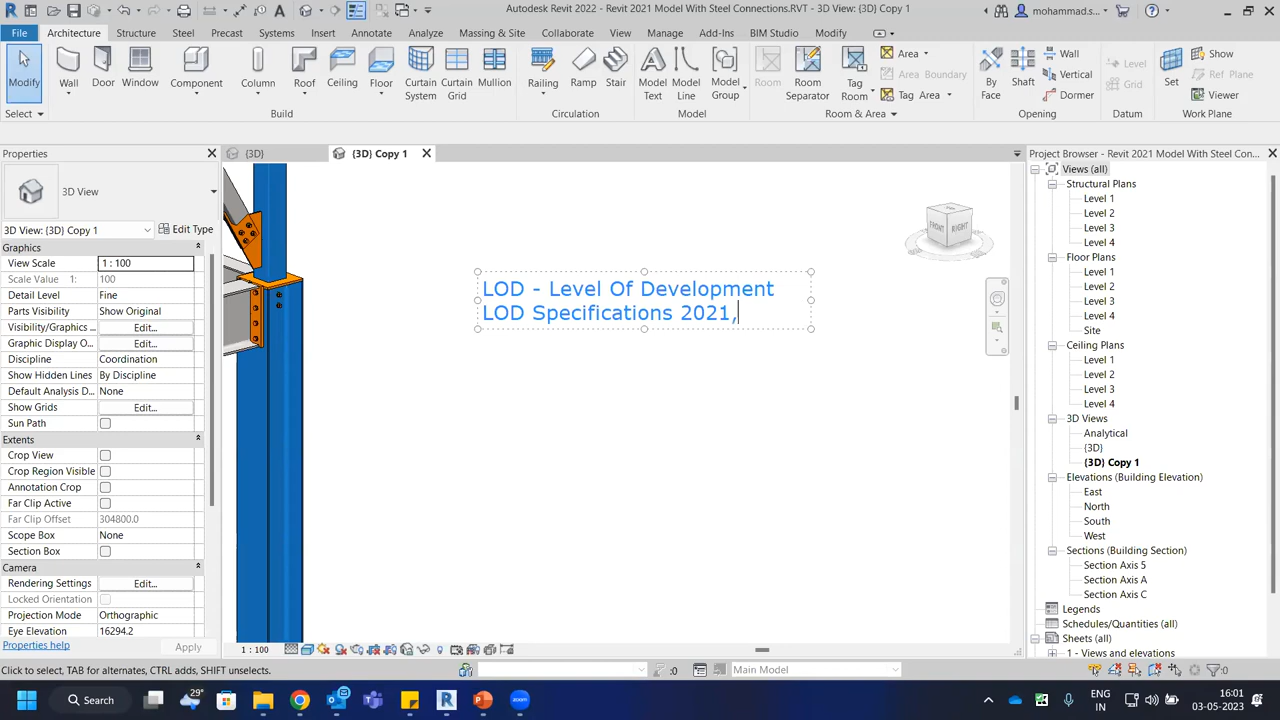 Autodesk Revit 2022 - Revit 2021 Model With Steel Connections.RVT - 3D View: {3D} Copy 1
mohammad.s...
File Architecture Structure Steel Precast Systems Insert Annotate Analyze Massing & Site Collaborate View Manage Add-Ins BIM Studio Modify
Modify
Wall
Door
Window
Component
Column
Roof
Ceiling
Floor
Curtain System
Curtain Grid
Mullion
Railing
Ramp
Stair
Model Text
Model Line
Model Group
Room
Room Separator
Tag Room
Area
Area Boundary
Tag Area
By Face
Shaft
Wall
Vertical
Dormer
Level
Grid
Set
Show
Ref Plane
Viewer
Select
Build
Circulation
Model
Room & Area
Opening
Datum
Work Plane
Properties
{3D}
{3D} Copy 1
3D View
3D View: {3D} Copy 1
Edit Type
Graphics
View Scale 1 : 100
Scale Value 1: 100
Detail Level Fine
Parts Visibility Show Original
Visibility/Graphics ... Edit...
Graphic Display O... Edit...
Discipline Coordination
Show Hidden Lines By Discipline
Default Analysis D... None
Show Grids Edit...
Sun Path
Extents
Crop View
Crop Region Visible
Annotation Crop
Far Clip Active
Far Clip Offset 304800.0
Scope Box None
Section Box
Camera
Rendering Settings Edit...
Locked Orientation
Projection Mode Orthographic
Eye Elevation 16294.2
Properties help
Apply
LOD - Level Of Development
LOD Specifications 2021,
FRONT
RIGHT
Project Browser - Revit 2021 Model With Steel Con...
Views (all)
Structural Plans
Level 1
Level 2
Level 3
Level 4
Floor Plans
Level 1
Level 2
Level 3
Level 4
Site
Ceiling Plans
Level 1
Level 2
Level 3
Level 4
3D Views
Analytical
{3D}
{3D} Copy 1
Elevations (Building Elevation)
East
North
South
West
Sections (Building Section)
Section Axis 5
Section Axis A
Section Axis C
Legends
Schedules/Quantities (all)
Sheets (all)
1 - Views and elevations
1 : 100
Click to select, TAB for alternates, CTRL adds, SHIFT unselects.
:0
Main Model
:0
Search
29°
ENG
IN
16:01
03-05-2023